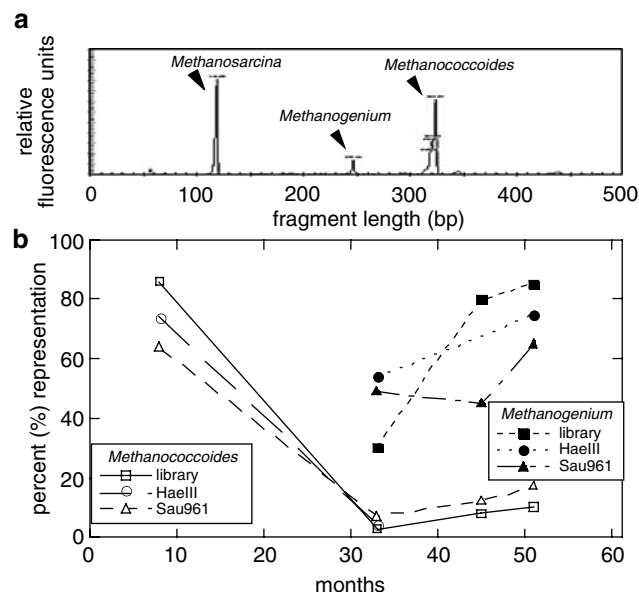 a
relative
fluorescence units
Methanosarcina
Methanogenium
Methanococcoides
0 100 200 300 400 500
fragment length (bp)
b
percent (%) representation
100
80
60
40
20
0
Methanococcoides
library
HaeIII
Sau961
Methanogenium
library
HaeIII
Sau961
0 10 20 30 40 50 60
months